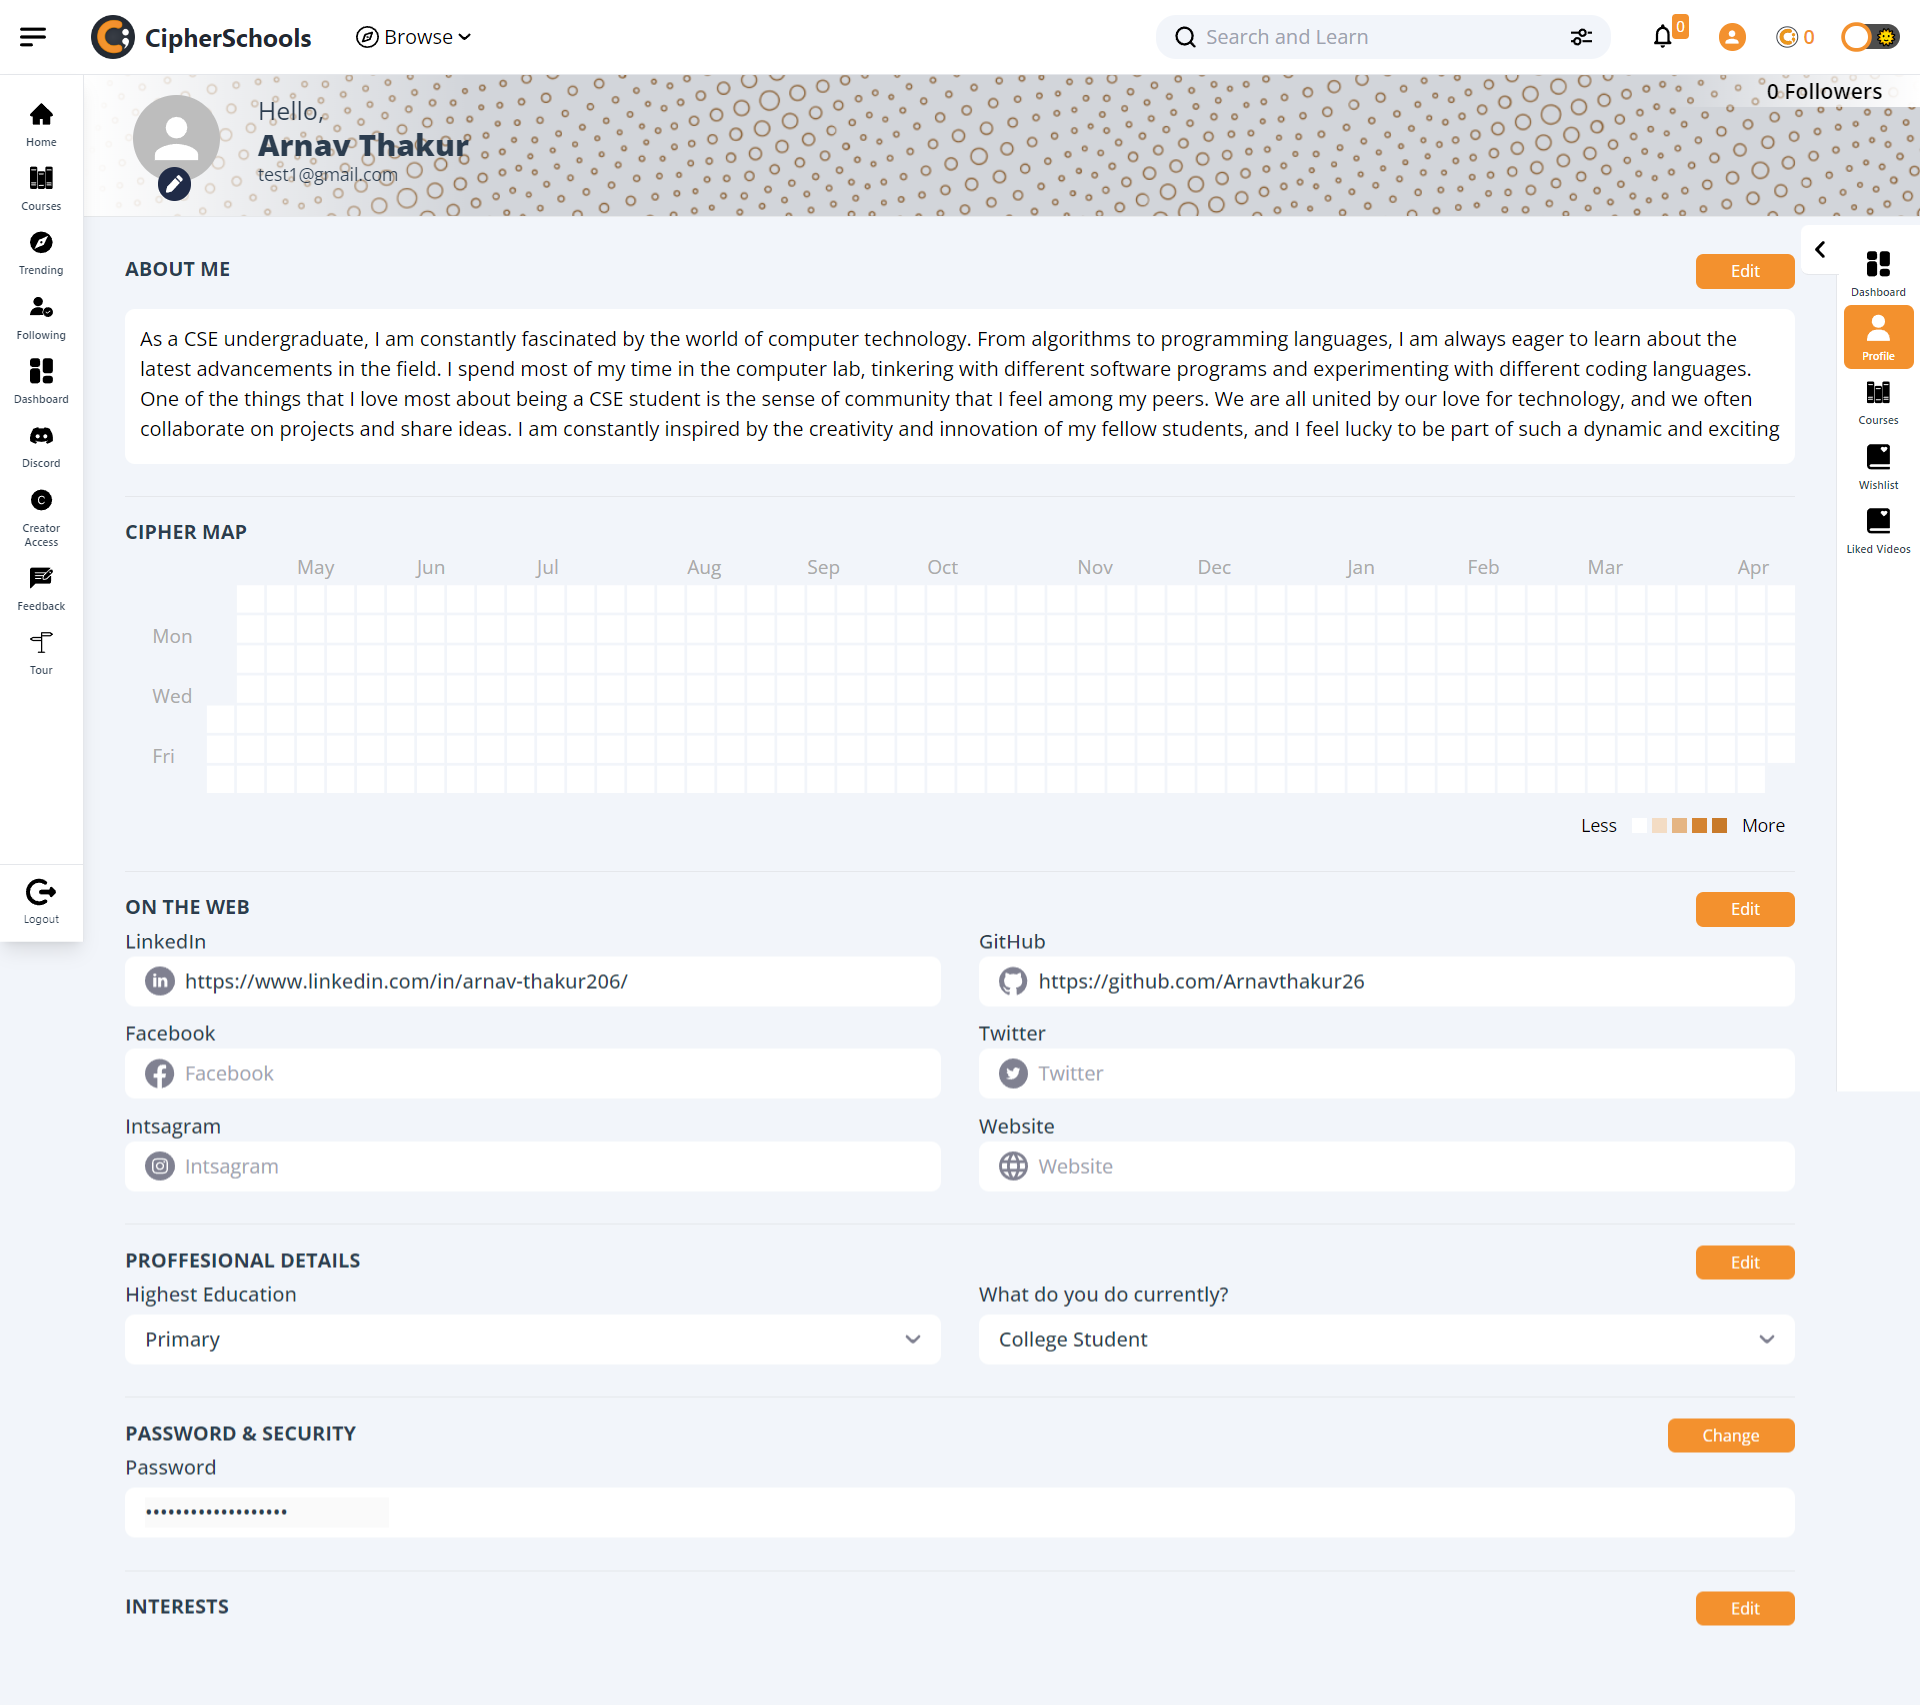 CipherSchools
Browse
Search and Learn
0
0
0 Followers
Hello,
Arnav Thakur
test1@gmail.com
Home
Courses
Trending
Following
Dashboard
Discord
C
Creator
Access
Feedback
Tour
Logout
ABOUT ME
Edit
As a CSE undergraduate, I am constantly fascinated by the world of computer technology. From algorithms to programming languages, I am always eager to learn about the
latest advancements in the field. I spend most of my time in the computer lab, tinkering with different software programs and experimenting with different coding languages.
One of the things that I love most about being a CSE student is the sense of community that I feel among my peers. We are all united by our love for technology, and we often
collaborate on projects and share ideas. I am constantly inspired by the creativity and innovation of my fellow students, and I feel lucky to be part of such a dynamic and exciting
CIPHER MAP
May Jun Jul Aug Sep Oct Nov Dec Jan Feb Mar Apr
Mon
Wed
Fri
Less More
ON THE WEB
Edit
LinkedIn
https://www.linkedin.com/in/arnav-thakur206/
GitHub
https://github.com/Arnavthakur26
Facebook
Facebook
Twitter
Twitter
Intsagram
Intsagram
Website
Website
PROFFESIONAL DETAILS
Edit
Highest Education
Primary
What do you do currently?
College Student
PASSWORD & SECURITY
Change
Password
•••••••••••••••••••
INTERESTS
Edit
Dashboard
Profile
Courses
Wishlist
Liked Videos